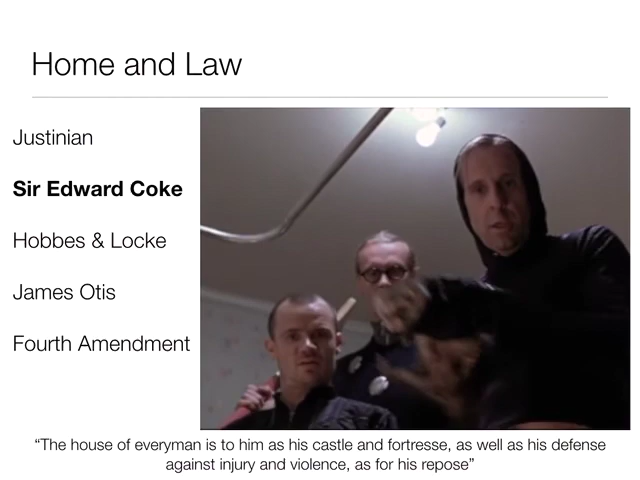 Home and Law
Justinian
Sir Edward Coke
Hobbes & Locke
James Otis
Fourth Amendment
“The house of everyman is to him as his castle and fortresse, as well as his defense
against injury and violence, as for his repose”